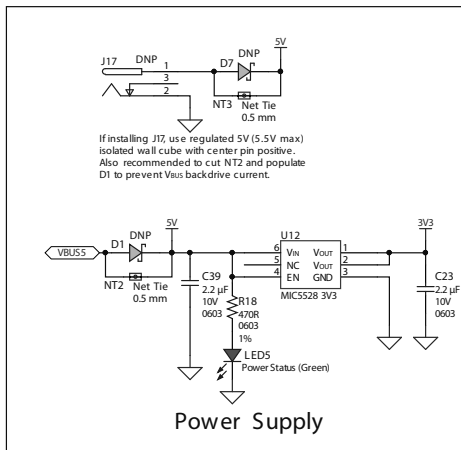 J17
DNP
1
3
2
D7
DNP
5V
NT3
Net Tie
0.5 mm
If installing J17, use regulated 5V (5.5V max)
isolated wall cube with center pin positive.
Also recommended to cut NT2 and populate
D1 to prevent VBUS backdrive current.
VBUS5
D1
DNP
5V
NT2
Net Tie
0.5 mm
C39
2.2 µF
10V
0603
R18
470R
0603
1%
LED5
Power Status (Green)
U12
6
VIN
VOUT
1
5
NC
VOUT
2
4
EN
GND
3
MIC5528 3V3
3V3
C23
2.2 µF
10V
0603
Power Supply